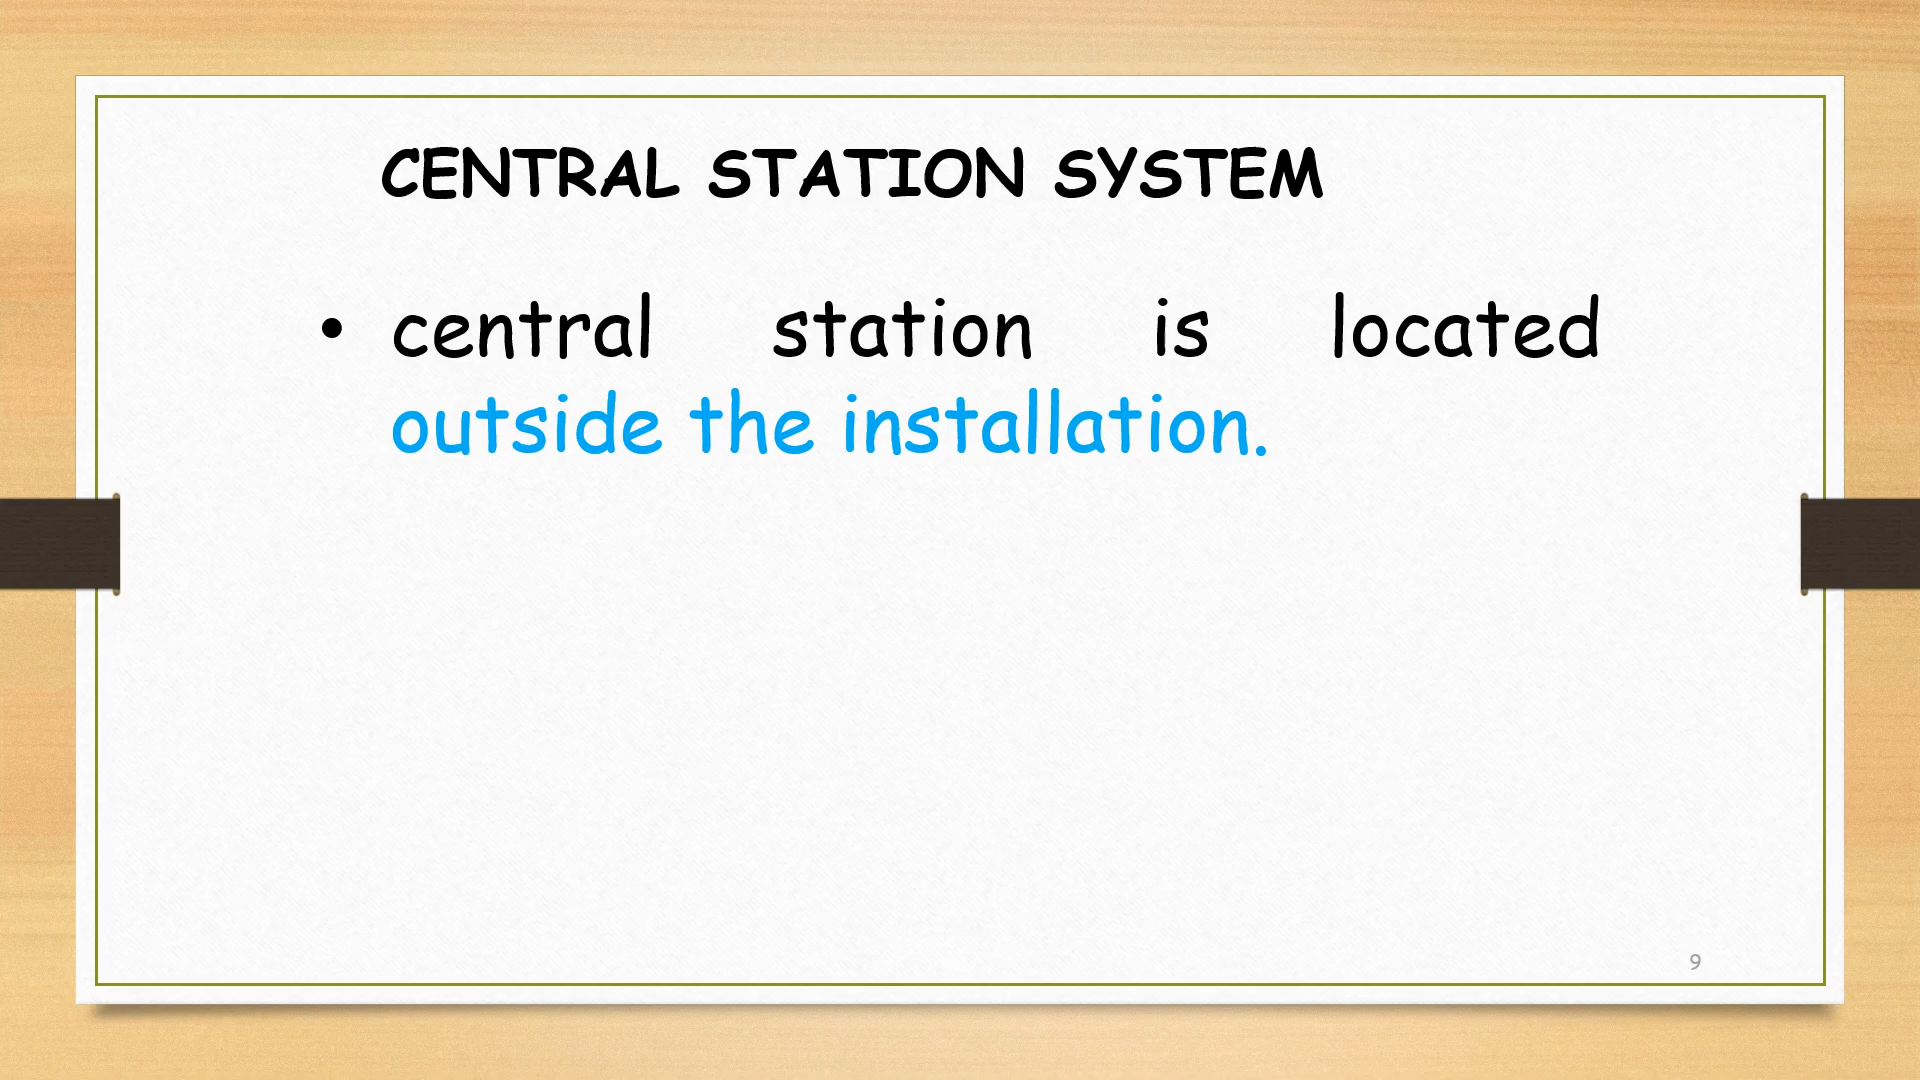 CENTRAL STATION SYSTEM
• central station is located
outside the installation.
9